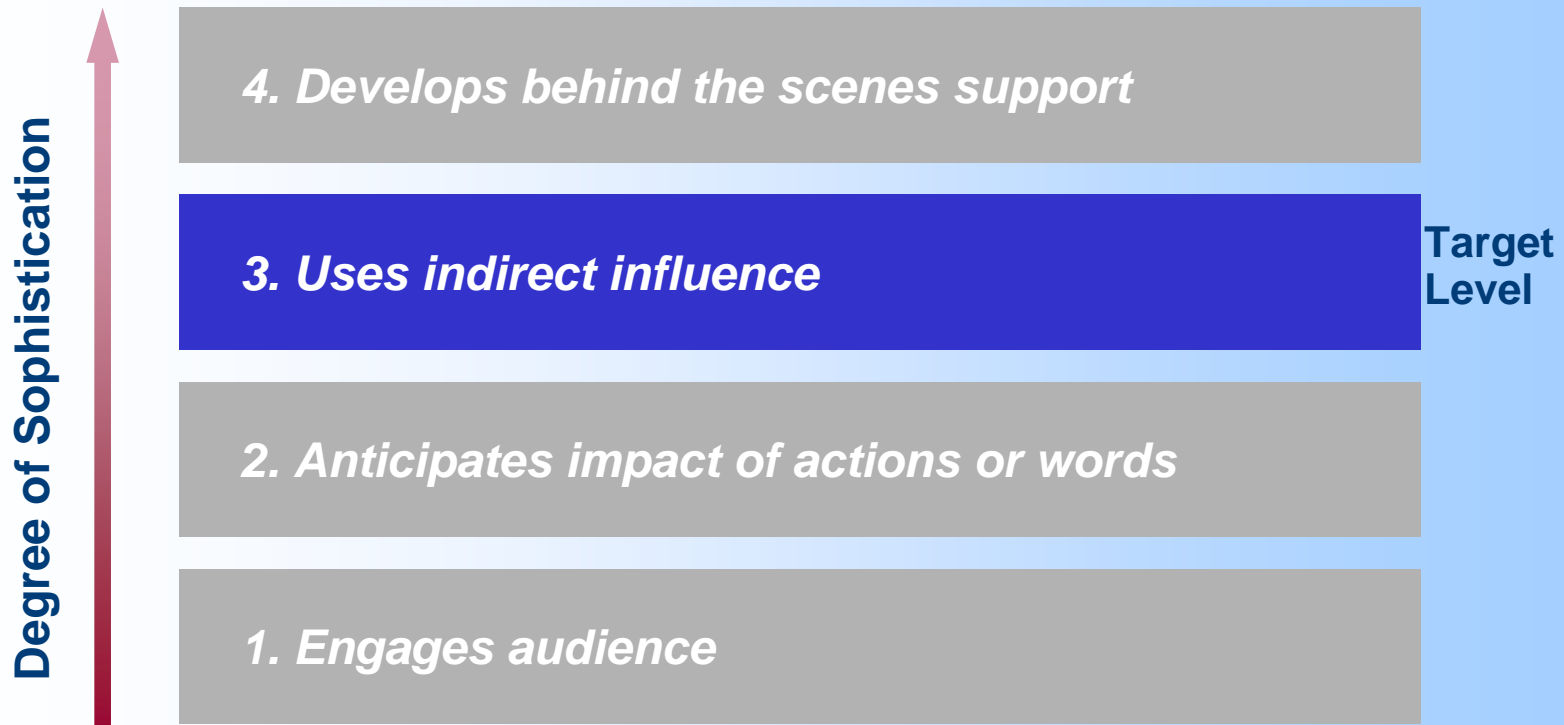 Degree of Sophistication
4. Develops behind the scenes support
3. Uses indirect influence
Target
Level
2. Anticipates impact of actions or words
1. Engages audience